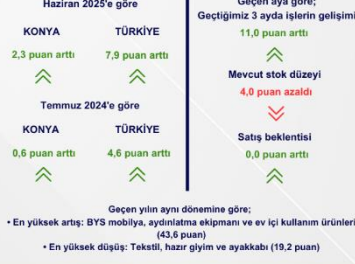 Haziran 2025'e göre
KONYA TÜRKİYE
2,3 puan arttı 7,9 puan arttı
Temmuz 2024'e göre
KONYA TÜRKİYE
0,6 puan arttı 4,6 puan arttı
Geçen aya göre;
Geçtiğimiz 3 ayda işlerin gelişimi
11,0 puan arttı
Mevcut stok düzeyi
4,0 puan azaldı
Satış beklentisi
0,0 puan arttı
Geçen yılın aynı dönemine göre;
• En yüksek artış: BYS mobilya, aydınlatma ekipmanı ve ev içi kullanım ürünleri
(43,6 puan)
• En yüksek düşüş: Tekstil, hazır giyim ve ayakkabı (19,2 puan)